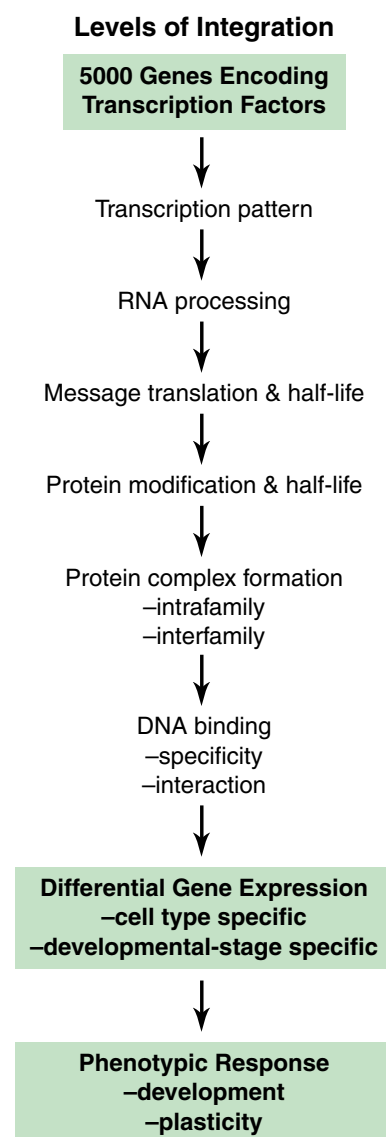 Levels of Integration
5000 Genes Encoding
Transcription Factors
Transcription pattern
RNA processing
Message translation & half-life
Protein modification & half-life
Protein complex formation
–intrafamily
–interfamily
DNA binding
–specificity
–interaction
Differential Gene Expression
–cell type specific
–developmental-stage specific
Phenotypic Response
–development
–plasticity